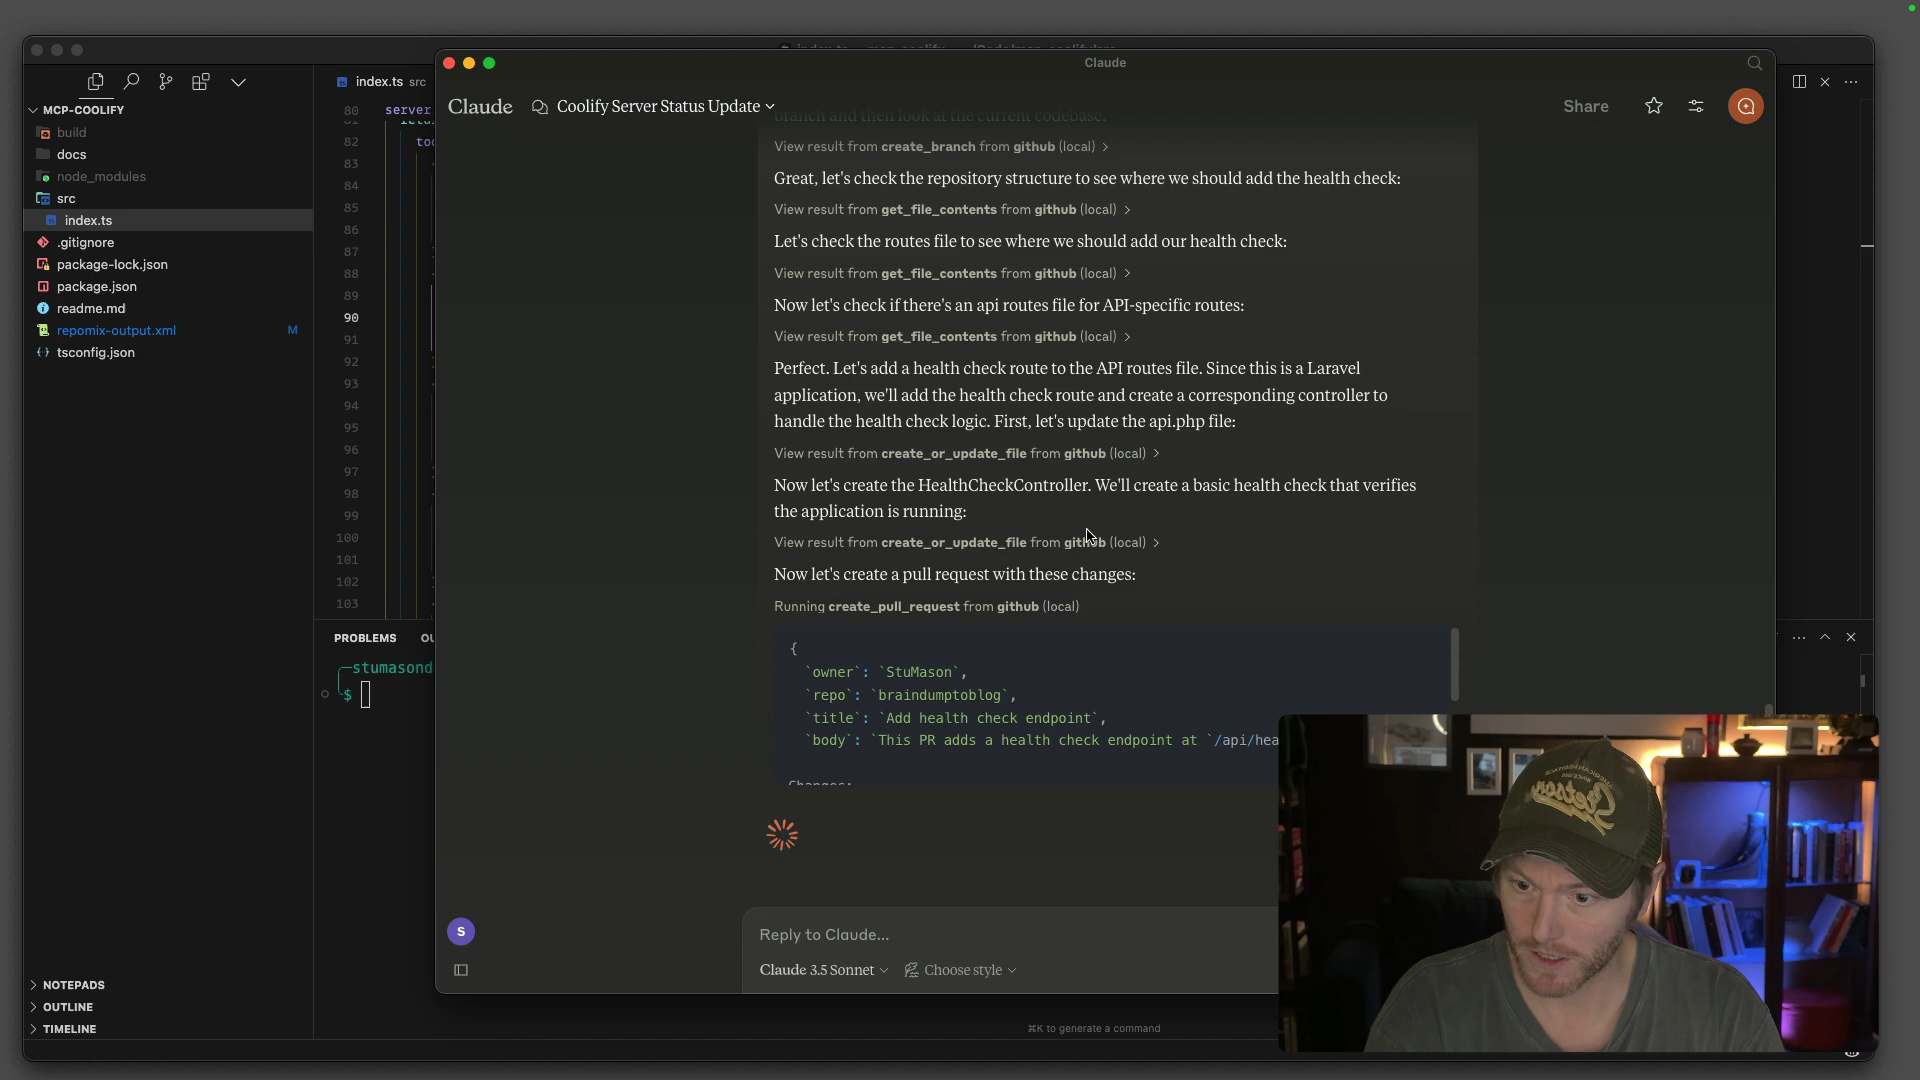 Claude
Claude
Coolify Server Status Update
Share
index.ts src
MCP-COOLIFY
build
docs
node_modules
src
index.ts
.gitignore
package-lock.json
package.json
readme.md
repomix-output.xml M
tsconfig.json
80 server
82
83
84
85
86
87
88
89
90
91
92
93
94
95
96
97
98
99
100
101
102
103
branch and then look at the current codebase.
View result from create_branch from github (local)
Great, let's check the repository structure to see where we should add the health check:
View result from get_file_contents from github (local)
Let's check the routes file to see where we should add our health check:
View result from get_file_contents from github (local)
Now let's check if there's an api routes file for API-specific routes:
View result from get_file_contents from github (local)
Perfect. Let's add a health check route to the API routes file. Since this is a Laravel
application, we'll add the health check route and create a corresponding controller to
handle the health check logic. First, let's update the api.php file:
View result from create_or_update_file from github (local)
Now let's create the HealthCheckController. We'll create a basic health check that verifies
the application is running:
View result from create_or_update_file from github (local)
Now let's create a pull request with these changes:
Running create_pull_request from github (local)
{
`owner`: `StuMason`,
`repo`: `braindumptoblog`,
`title`: `Add health check endpoint`,
`body`: `This PR adds a health check endpoint at `/api/hea
Changes:
PROBLEMS OU
stumasond
$
S
Reply to Claude...
Claude 3.5 Sonnet
Choose style
NOTEPADS
OUTLINE
TIMELINE
⌘K to generate a command
Stetson